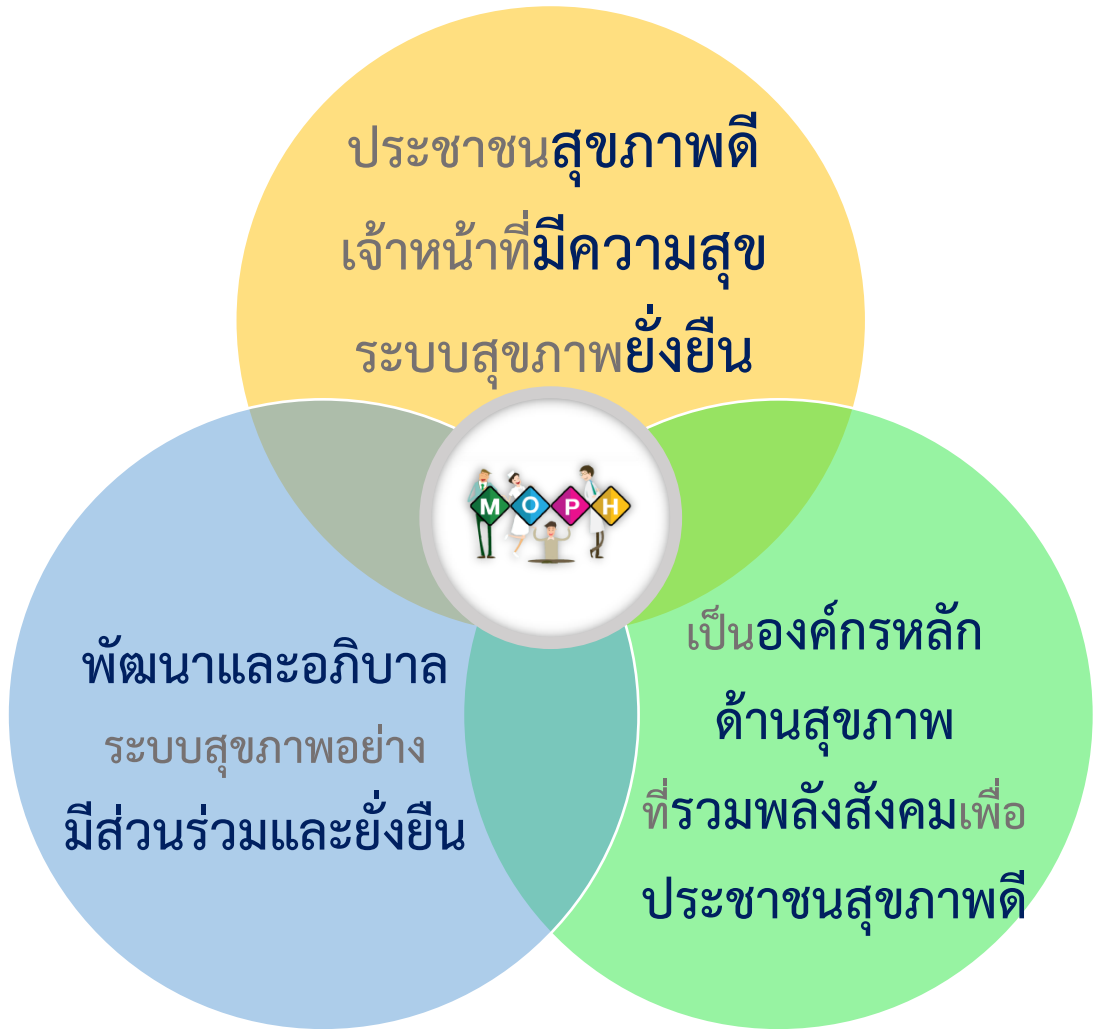 ประชาชนสุขภาพดี
เจ้าหน้าที่มีความสุข
ระบบสุขภาพยั่งยืน
MOPH
พัฒนาและอภิบาล
ระบบสุขภาพอย่าง
มีส่วนร่วมและยั่งยืน
เป็นองค์กรหลัก
ด้านสุขภาพ
ที่รวมพลังสังคมเพื่อ
ประชาชนสุขภาพดี